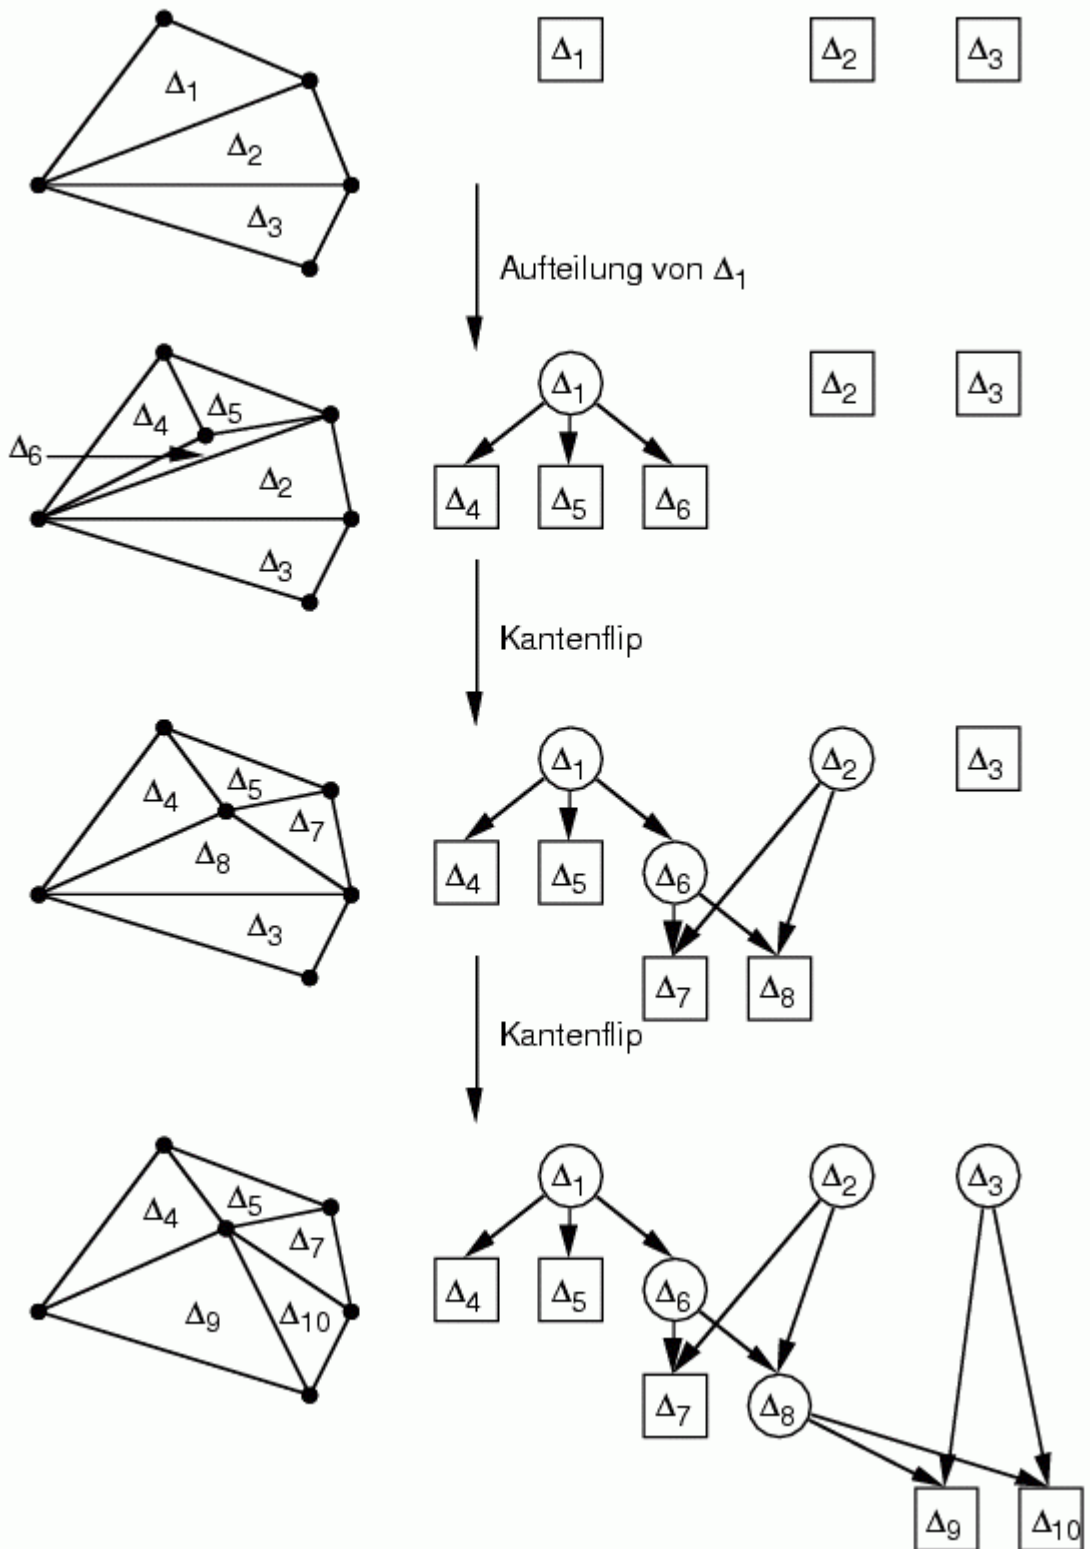 Δ1 Δ1 Δ2 Δ3
Δ2
Δ3
Aufteilung von Δ1
Δ4 Δ5 Δ1 Δ2 Δ3
Δ6
Δ2 Δ4 Δ5 Δ6
Δ3
Kantenflip
Δ4 Δ5 Δ1 Δ2 Δ3
Δ7
Δ8 Δ4 Δ5 Δ6
Δ3
Δ7 Δ8
Kantenflip
Δ4 Δ5 Δ1 Δ2 Δ3
Δ7
Δ9 Δ10 Δ4 Δ5 Δ6
Δ7 Δ8
Δ9 Δ10